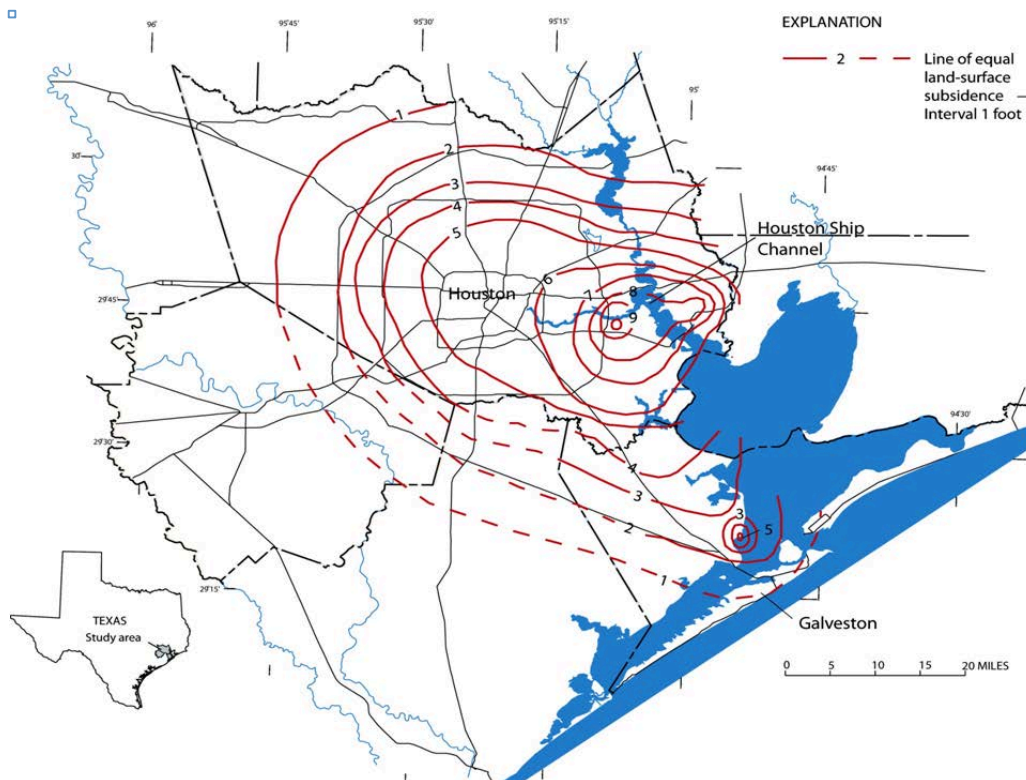 EXPLANATION
2
Line of equal
land-surface
subsidence
Interval 1 foot
96'
95'45'
95'30'
95'15'
95'
94'45'
30'
1
2
3
4
5
Houston Ship
Channel
6
7
8
29'45'
Houston
9
94'30'
29'30'
4
3
3
2
5
1
29'15'
Galveston
TEXAS
Study area
0
5
10
15
20 MILES